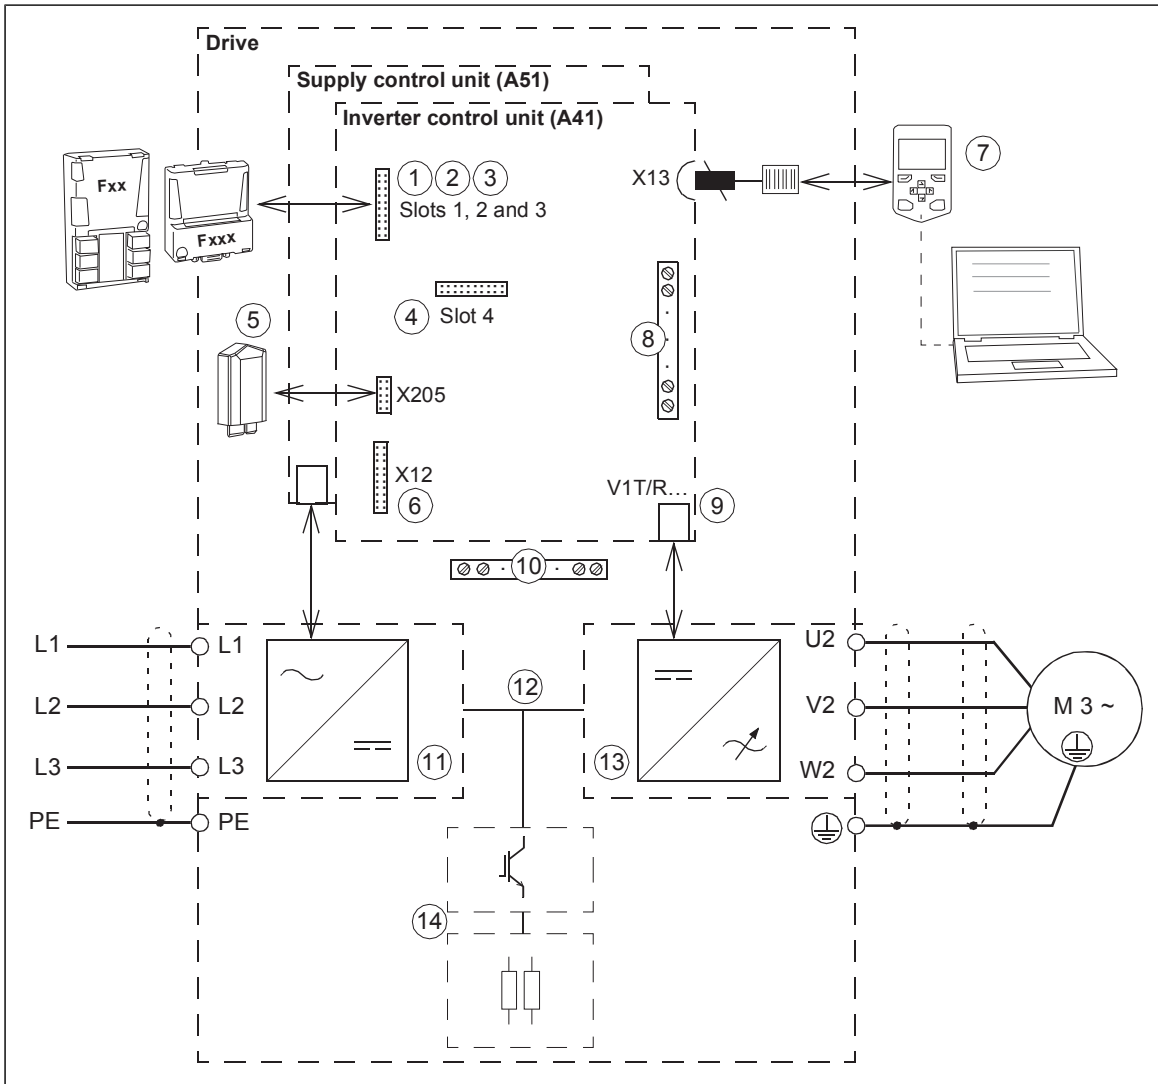 Drive
Supply control unit (A51)
Inverter control unit (A41)
Fxx
Fxxx
1 2 3
Slots 1, 2 and 3
X13
7
4 Slot 4
5
8
X205
X12
6
V1T/R…
9
10
L1 L1
L2 L2
L3 L3
PE PE
11
12
13
U2
V2
W2
M 3 ~
14